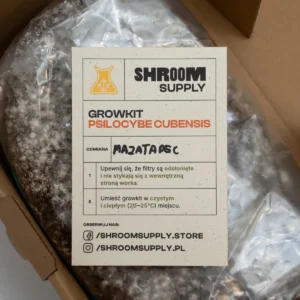 SHROOM
SUPPLY
GROWKIT
PSILOCYBE CUBENSIS
ODMIANA
MAZATAPEC
1
Upewnij się, że filtry są odsłonięte
i nie stykają się z wewnętrzną
stroną worka.
2
Umieść growkit w czystym
i ciepłym (20–25°C) miejscu.
OBSERWUJ NAS:
/SHROOMSUPPLY.STORE
/SHROOMSUPPLY.PL